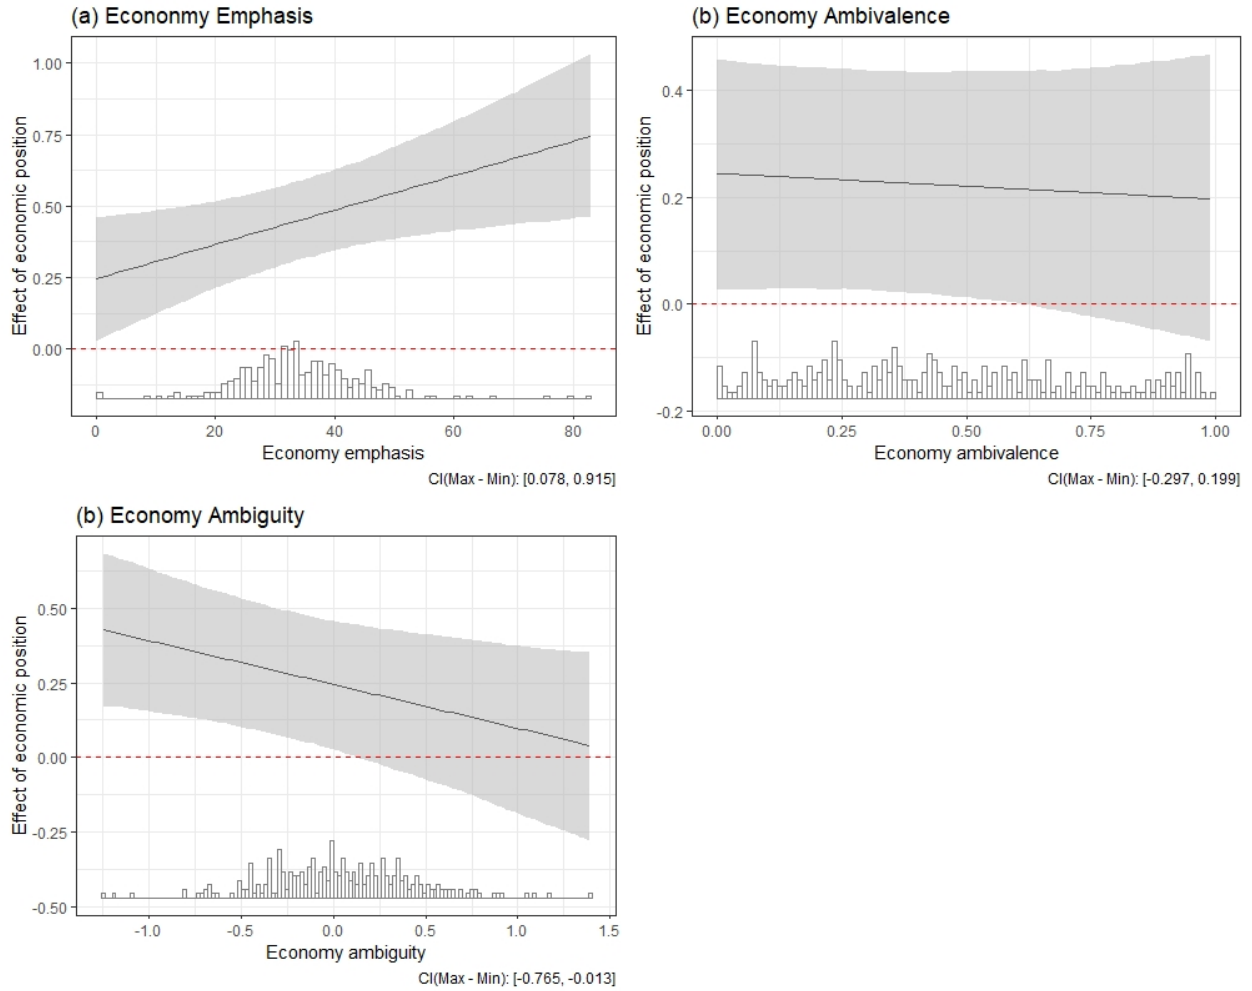 (a) Econonmy Emphasis
Effect of economic position
1.00
0.75
0.50
0.25
0.00
0 20 40 60 80
Economy emphasis
CI(Max - Min): [0.078, 0.915]
(b) Economy Ambivalence
Effect of economic position
0.4
0.2
0.0
-0.2
0.00 0.25 0.50 0.75 1.00
Economy ambivalence
CI(Max - Min): [-0.297, 0.199]
(b) Economy Ambiguity
Effect of economic position
0.50
0.25
0.00
-0.25
-0.50
-1.0 -0.5 0.0 0.5 1.0 1.5
Economy ambiguity
CI(Max - Min): [-0.765, -0.013]